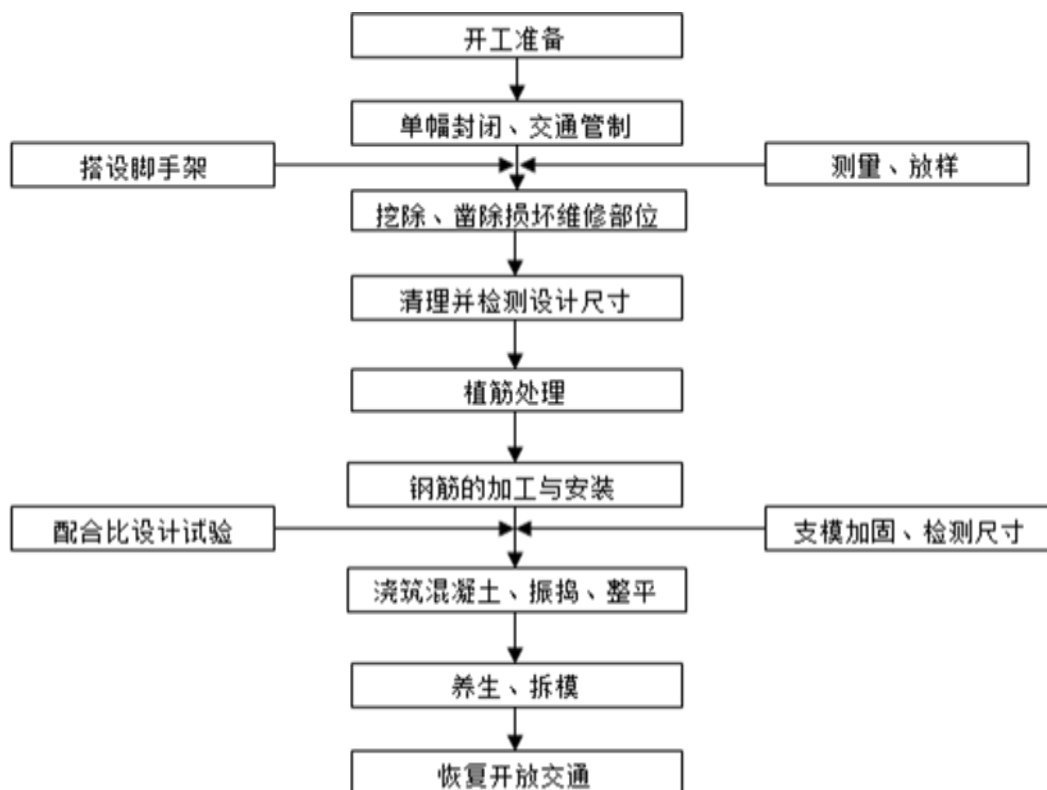 开工准备
单幅封闭、交通管制
搭设脚手架
测量、放样
挖除、凿除损坏维修部位
清理并检测设计尺寸
植筋处理
钢筋的加工与安装
配合比设计试验
支模加固、检测尺寸
浇筑混凝土、振捣、整平
养生、拆模
恢复开放交通